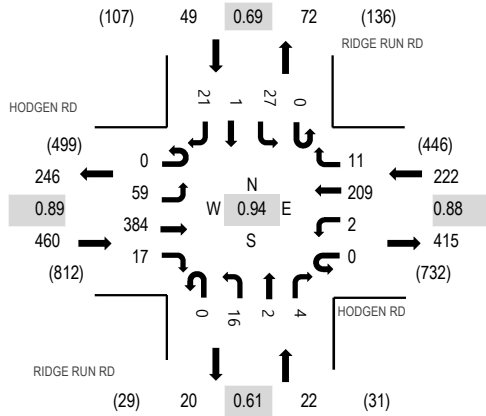 (107) 49 0.69 72 (136)
RIDGE RUN RD
21 1 27 0
HODGEN RD
(499) (446)
0 11
246 222
59 N 209
0.89 W 0.94 E 0.88
384 S 2
460 415
17 0
(812) (732)
0 16 2 4
HODGEN RD
RIDGE RUN RD
(29) 20 0.61 22 (31)